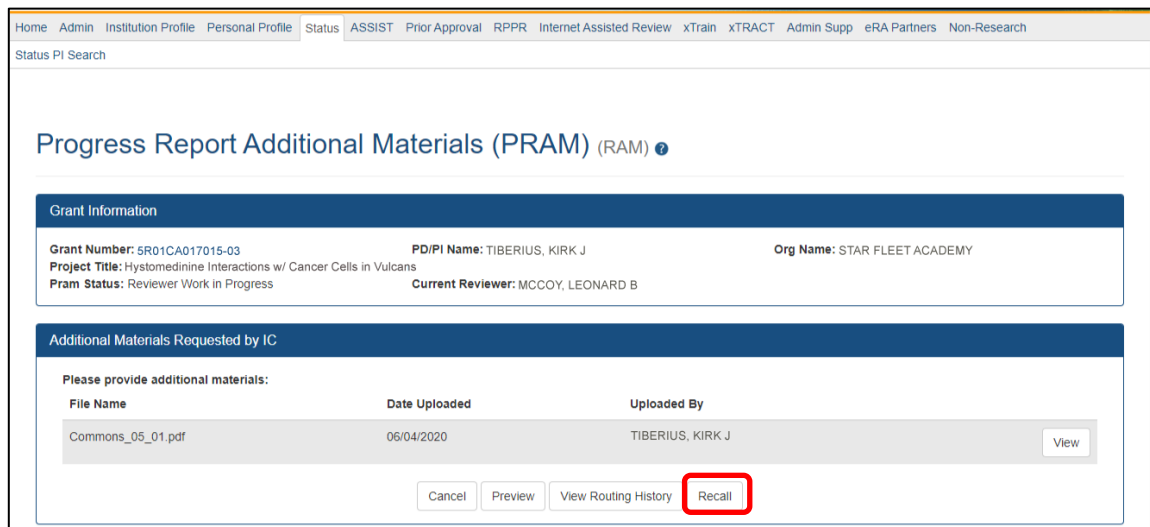 Home Admin Institution Profile Personal Profile Status ASSIST Prior Approval RPPR Internet Assisted Review xTrain xTRACT Admin Supp eRA Partners Non-Research
Status PI Search
Progress Report Additional Materials (PRAM) (RAM) ?
Grant Information
Grant Number: 5R01CA017015-03 PD/PI Name: TIBERIUS, KIRK J Org Name: STAR FLEET ACADEMY
Project Title: Hystomedinine Interactions w/ Cancer Cells in Vulcans
Pram Status: Reviewer Work in Progress Current Reviewer: MCCOY, LEONARD B
Additional Materials Requested by IC
Please provide additional materials:
File Name Date Uploaded Uploaded By
Commons_05_01.pdf 06/04/2020 TIBERIUS, KIRK J View
Cancel Preview View Routing History Recall